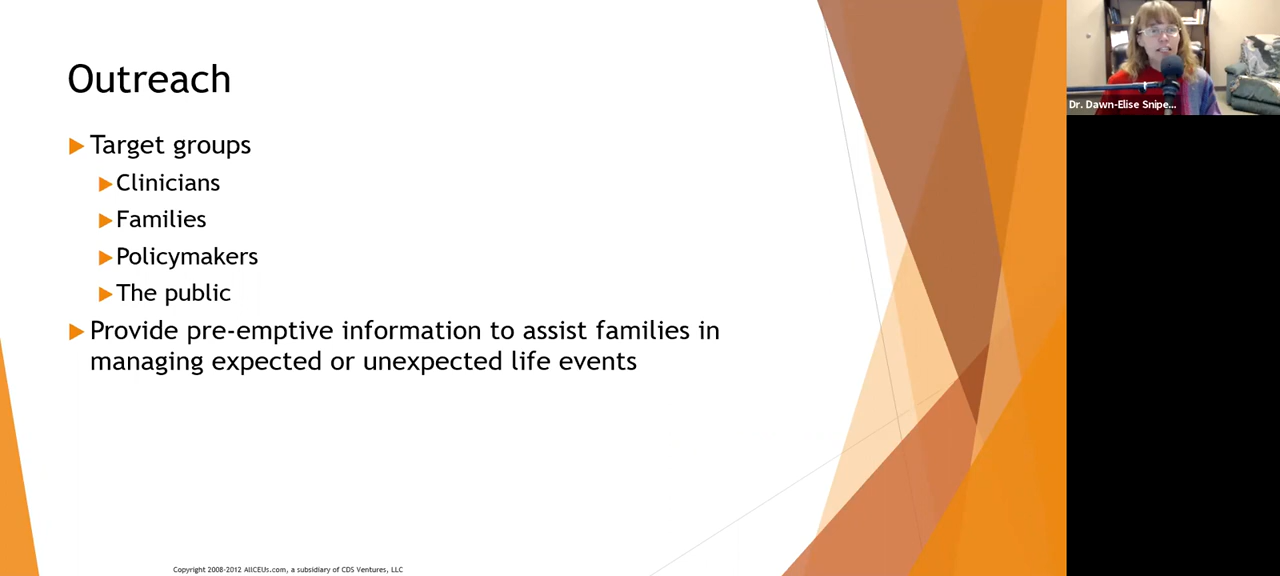 Outreach
Target groups
Clinicians
Families
Policymakers
The public
Provide pre-emptive information to assist families in
managing expected or unexpected life events
Copyright 2008-2012 AllCEUs.com, a subsidiary of CDS Ventures, LLC
Dr. Dawn-Elise Snipe...